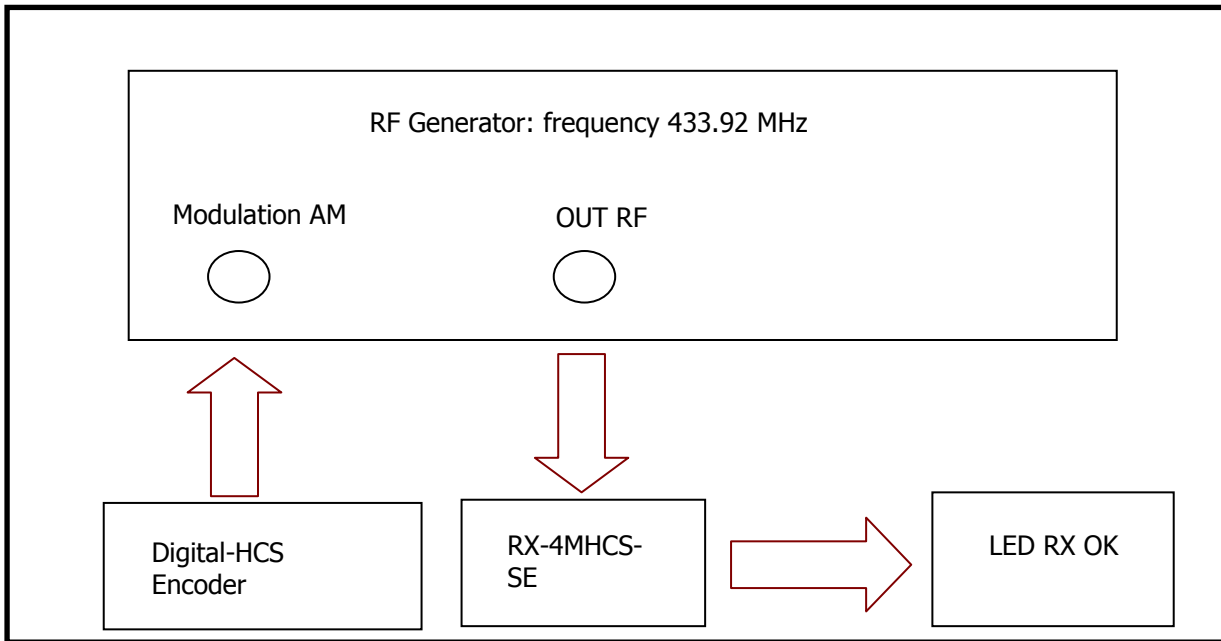 RF Generator: frequency 433.92 MHz
Modulation AM
OUT RF
Digital-HCS
Encoder
RX-4MHCS-
SE
LED RX OK